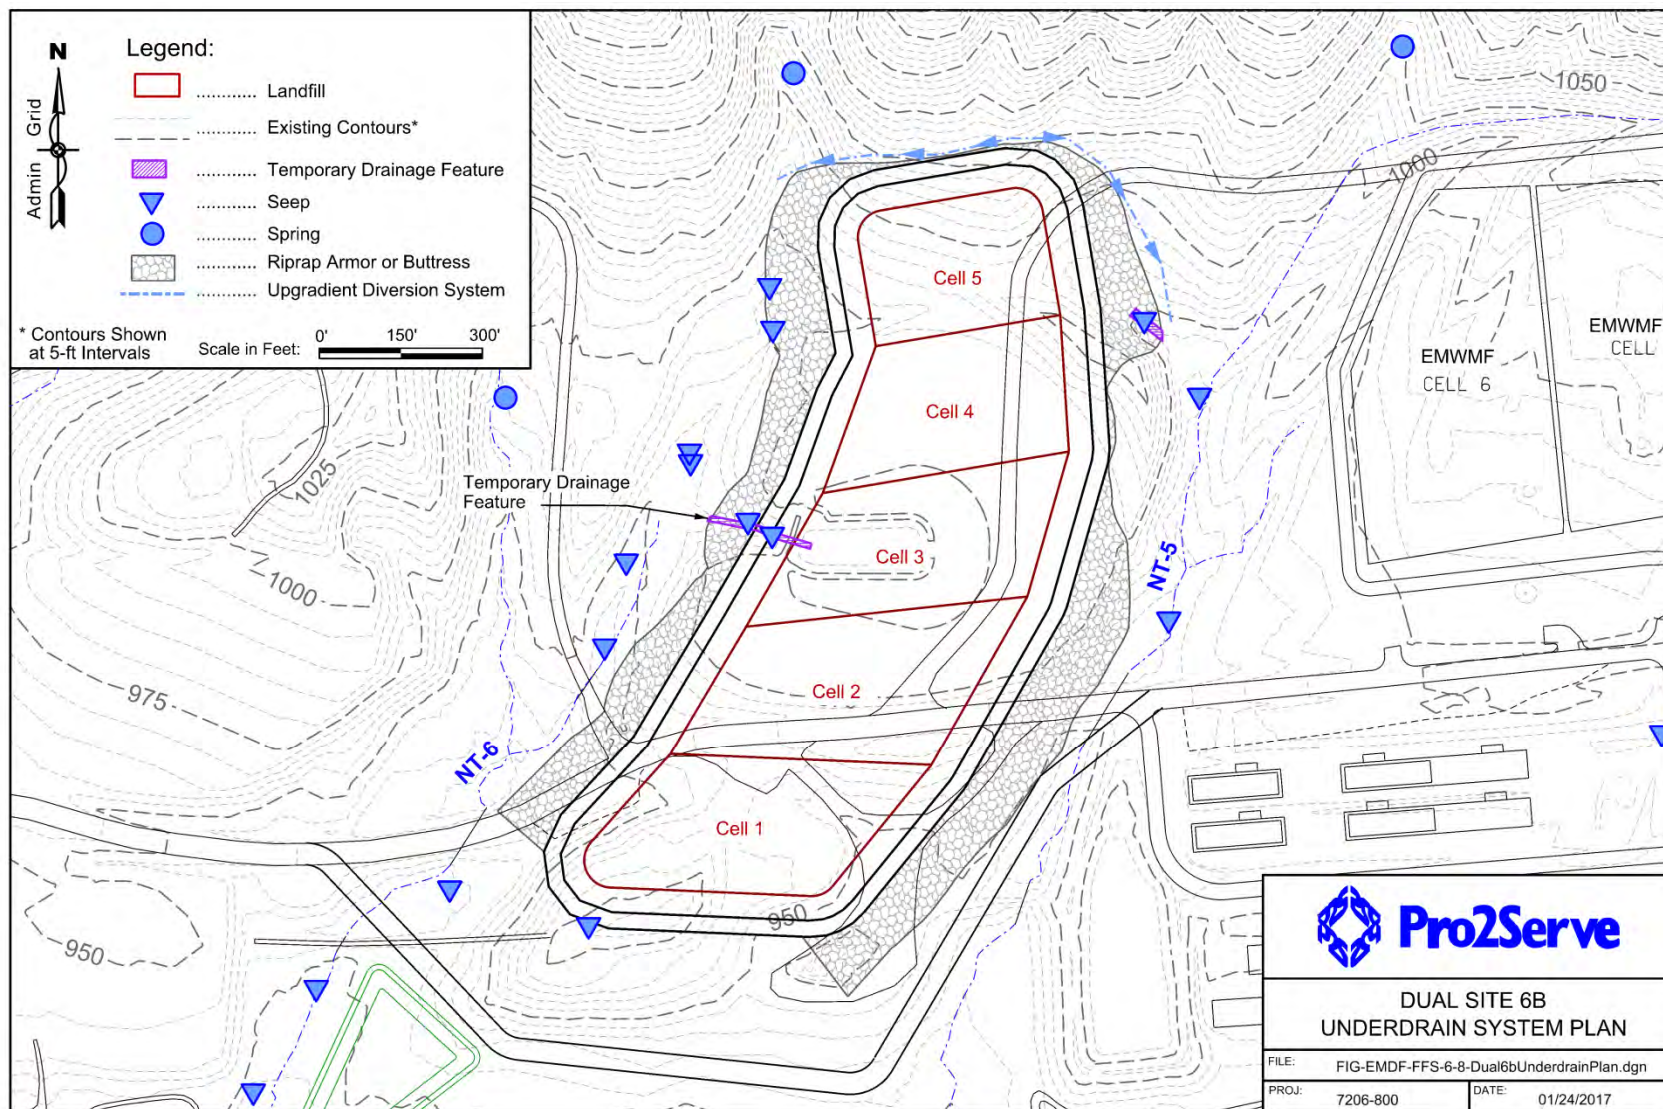 Legend:
N
Admin Grid
Landfill
Existing Contours*
Temporary Drainage Feature
Seep
Spring
Riprap Armor or Buttress
Upgradient Diversion System
* Contours Shown
at 5-ft Intervals
Scale in Feet:
0' 150' 300'
1050
1000
Cell 5
EMWMF
CELL
EMWMF
CELL 6
Cell 4
1025
Temporary Drainage
Feature
Cell 3
NT-5
1000
Cell 2
975
NT-6
Cell 1
950
950
Pro2Serve
DUAL SITE 6B
UNDERDRAIN SYSTEM PLAN
FILE: FIG-EMDF-FFS-6-8-Dual6bUnderdrainPlan.dgn
PROJ: 7206-800
DATE: 01/24/2017